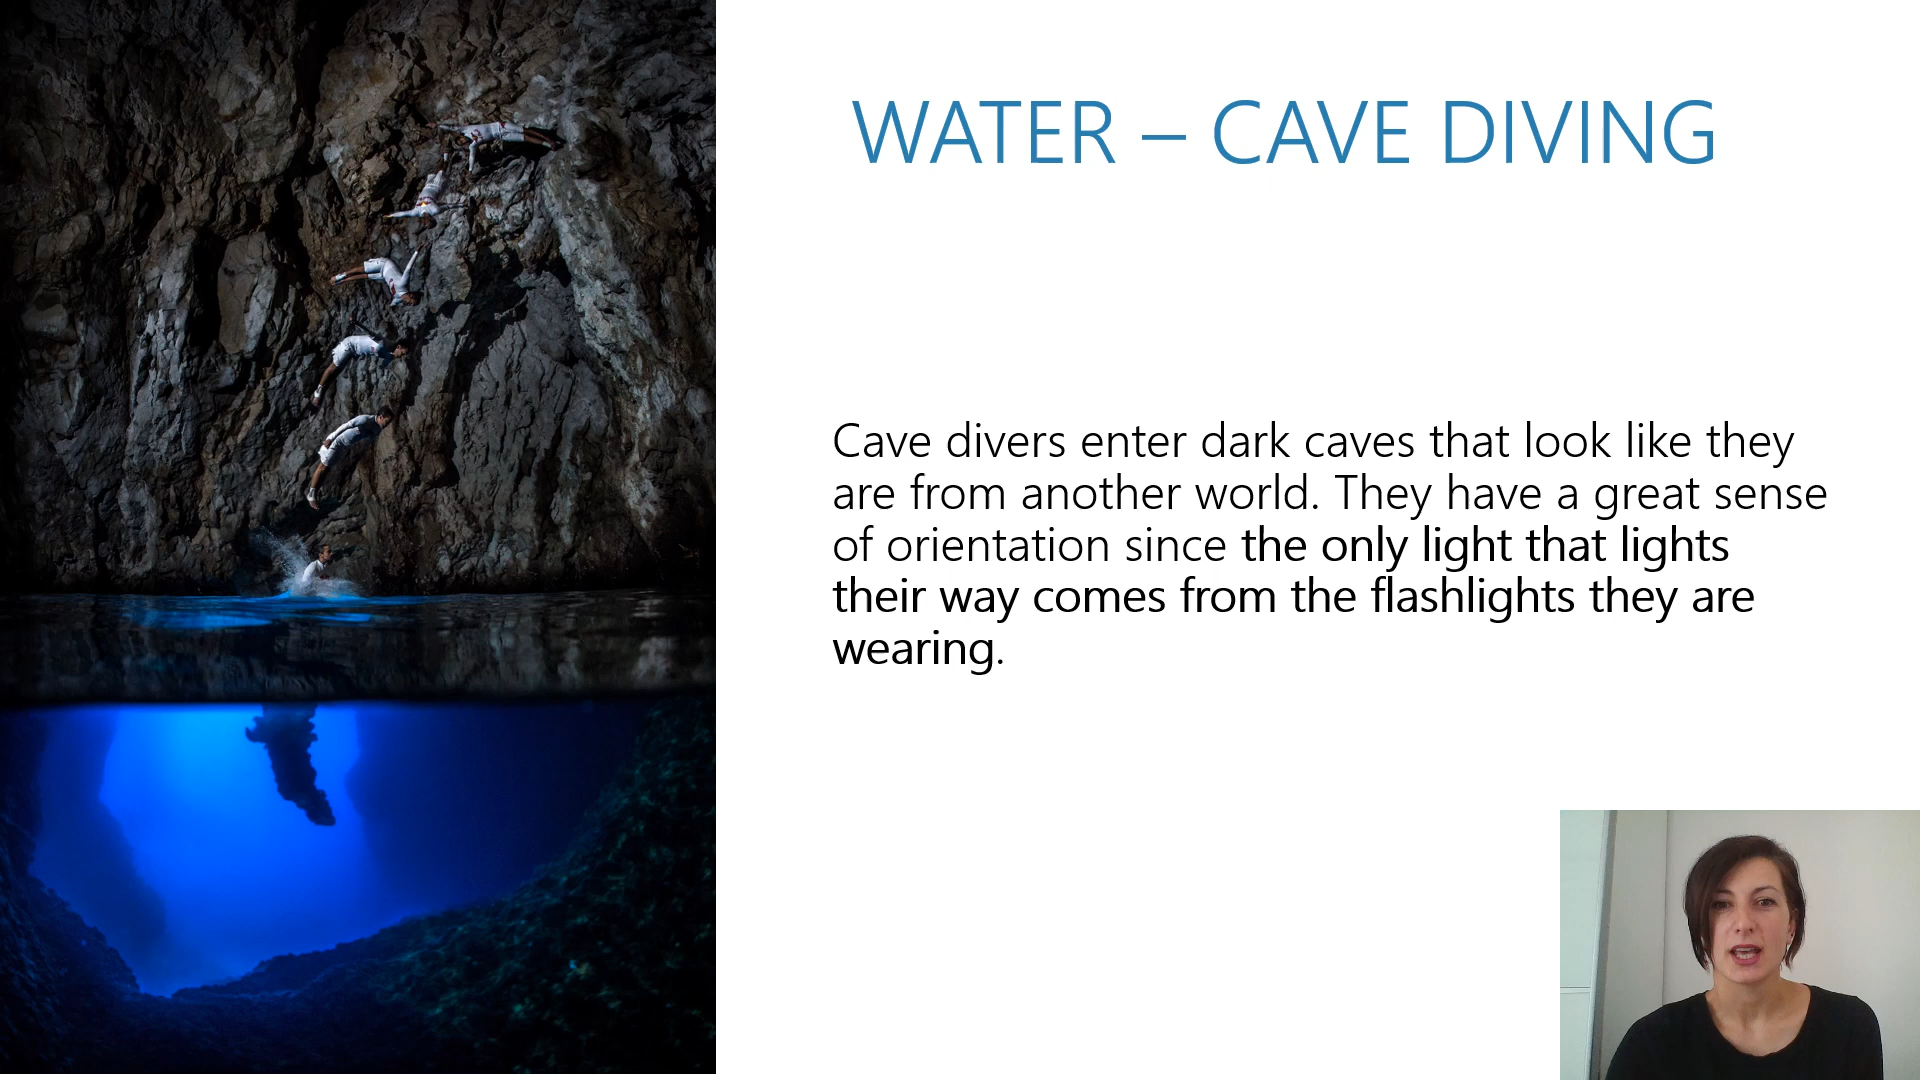 WATER – CAVE DIVING
Cave divers enter dark caves that look like they
are from another world. They have a great sense
of orientation since the only light that lights
their way comes from the flashlights they are
wearing.